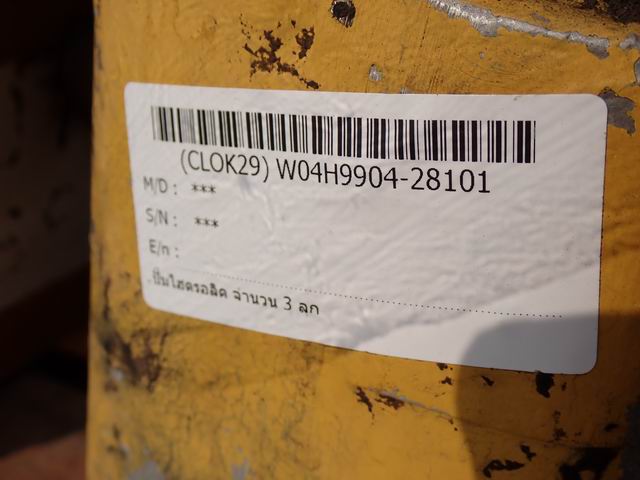 (CLOK29) W04H9904-28101
M/D : ***
S/N : ***
E/n :
ปั๊มไฮดรอลิค จำนวน 3 ลูก